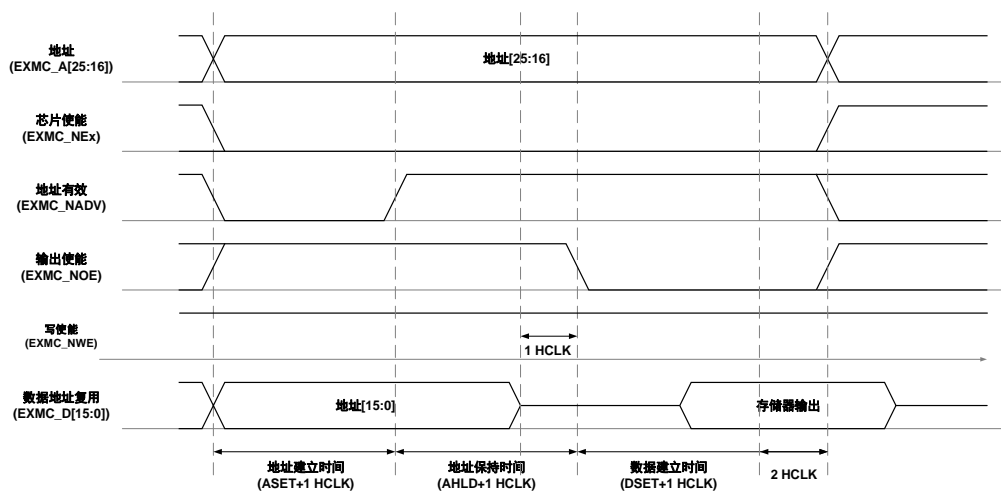 地址
(EXMC_A[25:16])
地址[25:16]
芯片使能
(EXMC_NEx)
地址有效
(EXMC_NADV)
输出使能
(EXMC_NOE)
写使能
(EXMC_NWE)
1 HCLK
数据地址复用
(EXMC_D[15:0])
地址[15:0]
存储器输出
地址建立时间
(ASET+1 HCLK)
地址保持时间
(AHLD+1 HCLK)
数据建立时间
(DSET+1 HCLK)
2 HCLK